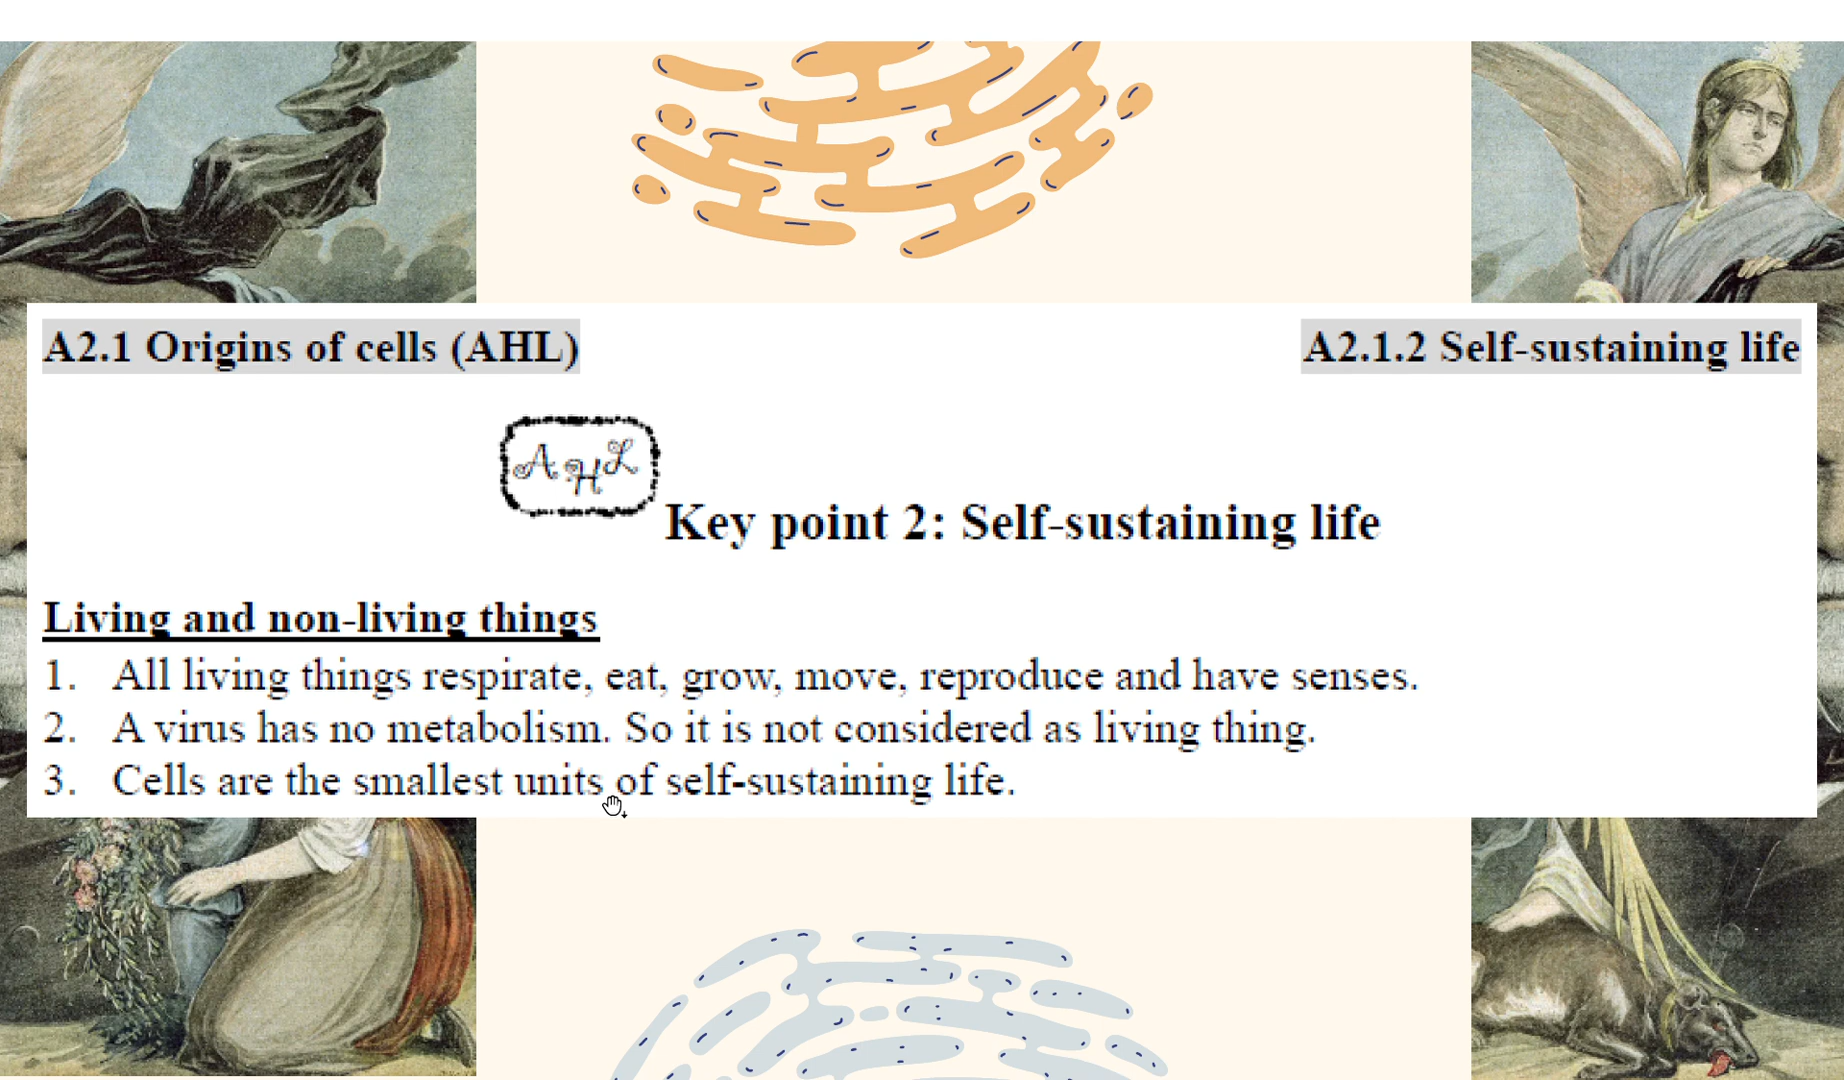 A2.1 Origins of cells (AHL)
A2.1.2 Self-sustaining life
AHL
Key point 2: Self-sustaining life
Living and non-living things
1. All living things respirate, eat, grow, move, reproduce and have senses.
2. A virus has no metabolism. So it is not considered as living thing.
3. Cells are the smallest units of self-sustaining life.